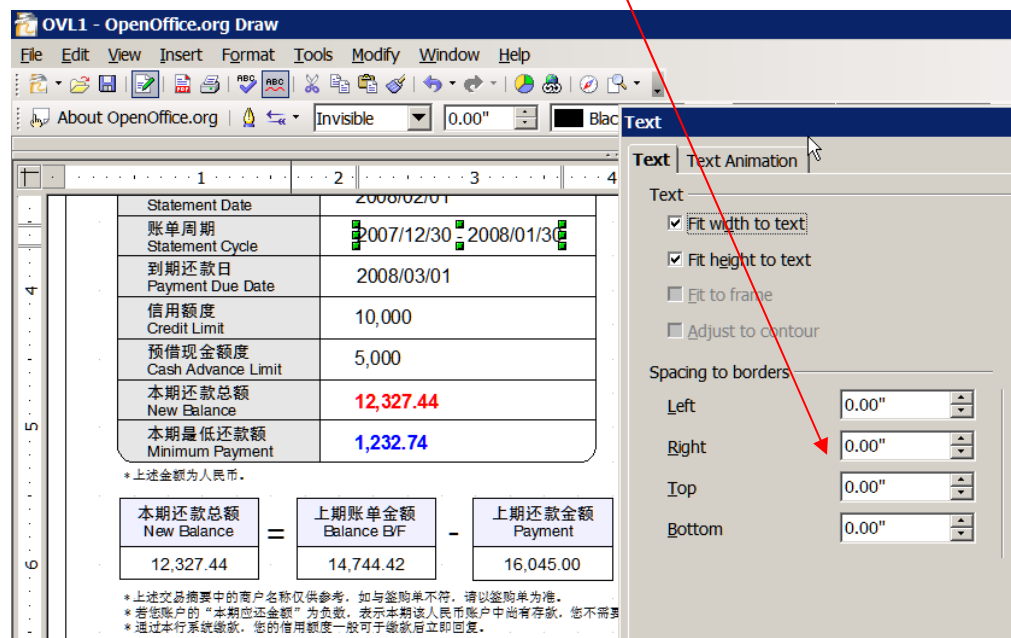 OVL1 - OpenOffice.org Draw
File Edit View Insert Format Tools Modify Window Help
About OpenOffice.org Invisible 0.00" Blac
1 2 3 4
Statement Date 2008/02/01
账单周期
Statement Cycle 2007/12/30 - 2008/01/30
到期还款日
Payment Due Date 2008/03/01
信用额度
Credit Limit 10,000
预借现金额度
Cash Advance Limit 5,000
本期还款总额
New Balance 12,327.44
本期最低还款额
Minimum Payment 1,232.74
*上述金额为人民币.
本期还款总额 上期账单金额 上期还款金额
New Balance = Balance B/F - Payment
12,327.44 14,744.42 16,045.00
*上述交易摘要中的商户名称仅供参考, 如与签购单不符, 请以签购单为准.
*若您账户的“本期应还金额”为负数, 表示本期该人民币账户中尚有存款, 您不需要
*通过本行系统缴款, 您的信用额度一般可于缴款后立即回复.
4
5
6
Text
Text Text Animation
Text
Fit width to text
Fit height to text
Fit to frame
Adjust to contour
Spacing to borders
Left 0.00"
Right 0.00"
Top 0.00"
Bottom 0.00"